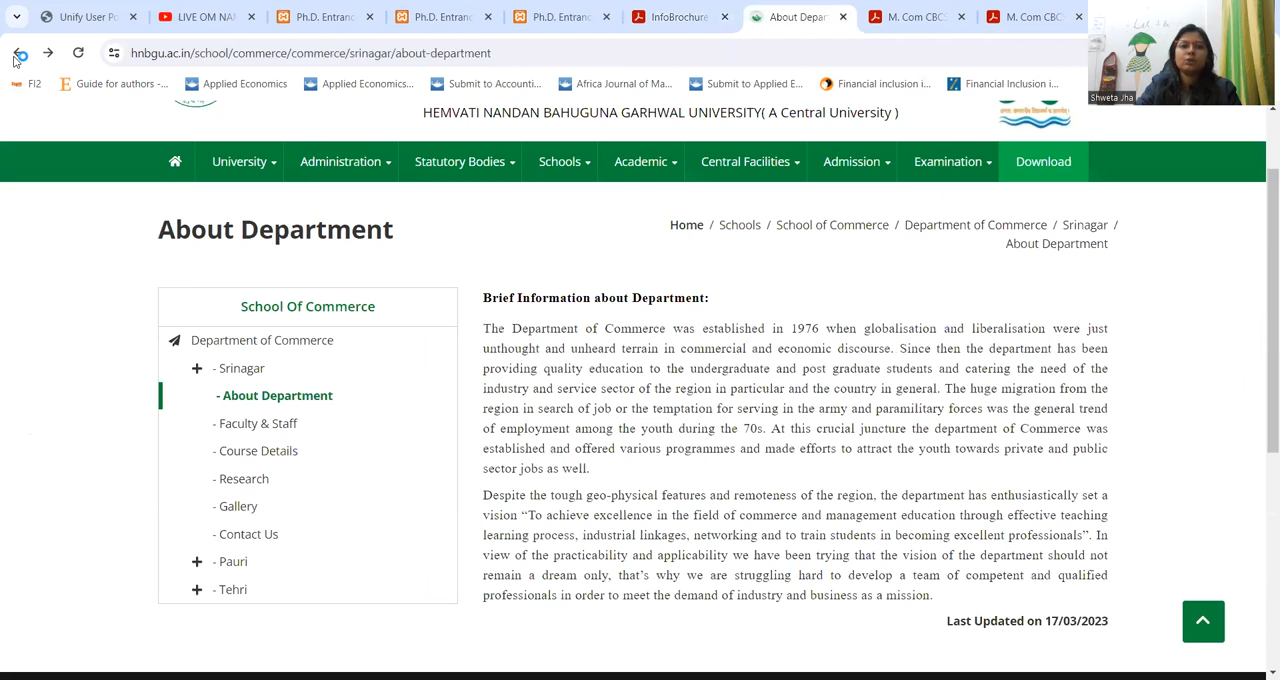 Unify User Po
LIVE OM NA
Ph.D. Entranc
Ph.D. Entranc
Ph.D. Entranc
InfoBrochure
About Depar
M. Com CBCS
M. Com CBC
hnbgu.ac.in/school/commerce/commerce/srinagar/abou
FI2
Guide for authors -...
Applied Economics
Applied Economics...
Submit to Accounti...
Africa Journal of Ma...
Submit to Applied E...
Financial inclusion i...
Financial Inclusion i...
Shweta Jha
ATI NANDAN BAHUGUNA GARHWAL UNIVERSITY( A Central University )
University
Administration
Statutory Bodies
Schools
Academic
Central Facilities
Admission
Examination
Download
About Department
Home / Schools / School of Commerce / Department of Commerce / Srinagar /
About Department
School Of Commerce
Department of Commerce
- Srinagar
- About Department
- Faculty & Staff
- Course Details
- Research
- Gallery
- Contact Us
Pauri
Tehri
Brief Information about Department:
The Department of Commerce was established in 1976 when globalisation and liberalisation were just
unthought and unheard terrain in commercial and economic discourse. Since then the department has been
providing quality education to the undergraduate and post graduate students and catering the need of the
industry and service sector of the region in particular and the country in general. The huge migration from the
region in search of job or the temptation for serving in the army and paramilitary forces was the general trend
of employment among the youth during the 70s. At this crucial juncture the department of Commerce was
established and offered various programmes and made efforts to attract the youth towards private and public
sector jobs as well.
Despite the tough geo-physical features and remoteness of the region, the department has enthusiastically set a
vision “To achieve excellence in the field of commerce and management education through effective teaching
learning process, industrial linkages, networking and to train students in becoming excellent professionals”. In
view of the practicability and applicability we have been trying that the vision of the department should not
remain a dream only, that’s why we are struggling hard to develop a team of competent and qualified
professionals in order to meet the demand of industry and business as a mission.
Last Updated on 17/03/2023